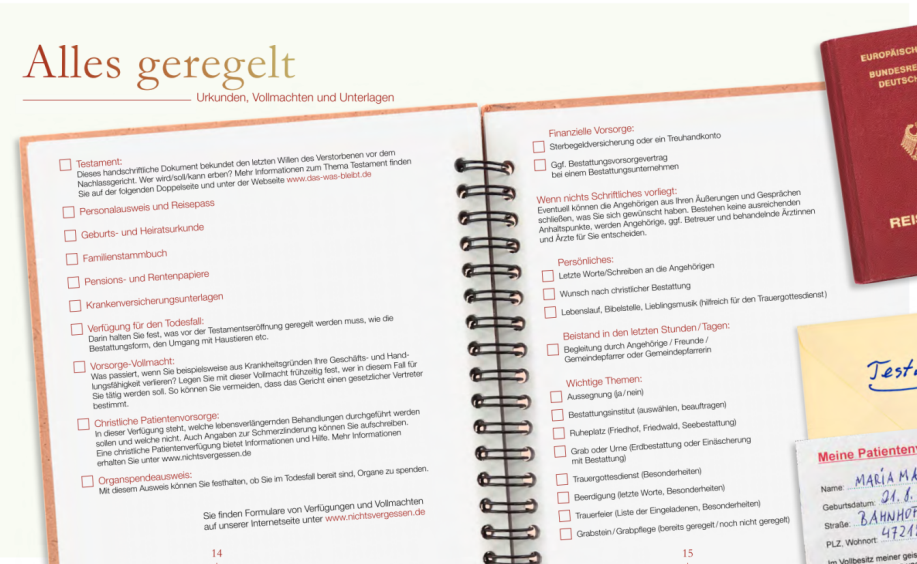 Alles geregelt
Urkunden, Vollmachten und Unterlagen
Testament:
Dieses handschriftliche Dokument bekundet den letzten Willen des Verstorbenen vor dem
Nachlassgericht. Wer wird/soll/kann erben? Mehr Informationen zum Thema Testament finden
Sie auf der folgenden Doppelseite und unter der Webseite www.das-was-bleibt.de
Personalausweis und Reisepass
Geburts- und Heiratsurkunde
Familienstammbuch
Pensions- und Rentenpapiere
Krankenversicherungsunterlagen
Verfügung für den Todesfall:
Darin halten Sie fest, was vor der Testamentseröffnung geregelt werden muss, wie die
Bestattungsform, den Umgang mit Haustieren etc.
Vorsorge-Vollmacht:
Was passiert, wenn Sie beispielsweise aus Krankheitsgründen Ihre Geschäfts- und Hand-
lungsfähigkeit verlieren? Legen Sie mit dieser Vollmacht frühzeitig fest, wer in diesem Fall für
Sie tätig werden soll. So können Sie vermeiden, dass das Gericht einen gesetzlicher Vertreter
bestimmt.
Christliche Patientenvorsorge:
In dieser Verfügung steht, welche lebensverlängernden Behandlungen durchgeführt werden
sollen und welche nicht. Auch Angaben zur Schmerzlinderung können Sie aufschreiben.
Eine christliche Patientenverfügung bietet Informationen und Hilfe. Mehr Informationen
erhalten Sie unter www.nichtsvergessen.de
Organspendeausweis:
Mit diesem Ausweis können Sie festhalten, ob Sie im Todesfall bereit sind, Organe zu spenden.
Sie finden Formulare von Verfügungen und Vollmachten
auf unserer Internetseite unter www.nichtsvergessen.de
14
Finanzielle Vorsorge:
Sterbegeldversicherung oder ein Treuhandkonto
Ggf. Bestattungsvorsorgevertrag
bei einem Bestattungsunternehmen
Wenn nichts Schriftliches vorliegt:
Eventuell können die Angehörigen aus Ihren Äußerungen und Gesprächen
schließen, was Sie sich gewünscht haben. Bestehen keine ausreichenden
Anhaltspunkte, werden Angehörige, ggf. Betreuer und behandelnde Ärztinnen
und Ärzte für Sie entscheiden.
Persönliches:
Letzte Worte/Schreiben an die Angehörigen
Wunsch nach christlicher Bestattung
Lebenslauf, Bibelstelle, Lieblingsmusik (hilfreich für den Trauergottesdienst)
Beistand in den letzten Stunden/Tagen:
Begleitung durch Angehörige / Freunde /
Gemeindepfarrer oder Gemeindepfarrerin
Wichtige Themen:
Aussegnung (ja/nein)
Bestattungsinstitut (auswählen, beauftragen)
Ruheplatz (Friedhof, Friedwald, Seebestattung)
Grab oder Urne (Erdbestattung oder Einäscherung
mit Bestattung)
Trauergottesdienst (Besonderheiten)
Beerdigung (letzte Worte, Besonderheiten)
Trauerfeier (Liste der Eingeladenen, Besonderheiten)
Grabstein/Grabpflege (bereits geregelt/noch nicht geregelt)
15
EUROPÄISCH
BUNDESRE
DEUTSCH
REIS
Test
Meine Patientenv
Name: MARIA MA
Geburtsdatum: 21. 8.
Straße: BAHNHOF
PLZ, Wohnort: 4721
Im Vollbesitz meiner geis